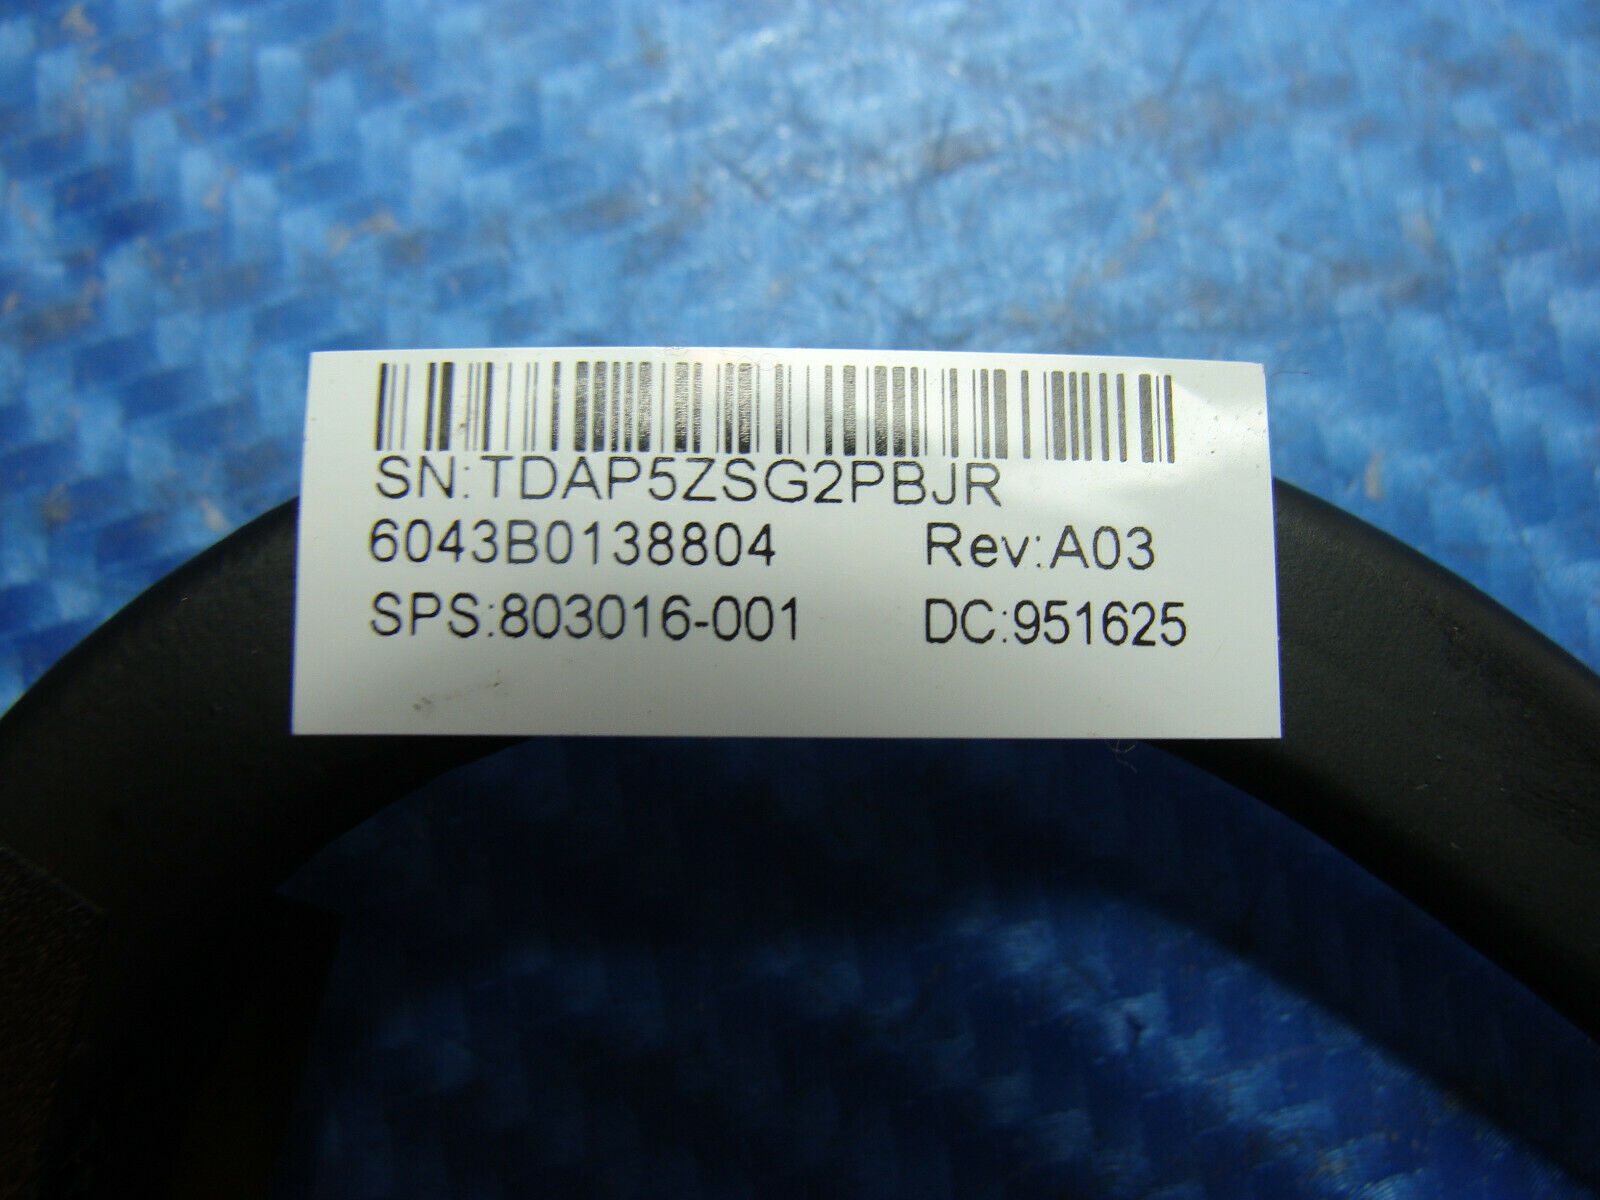 SN:TDAP5ZSG2PBJR
6043B0138804 Rev:A03
SPS:803016-001 DC:951625